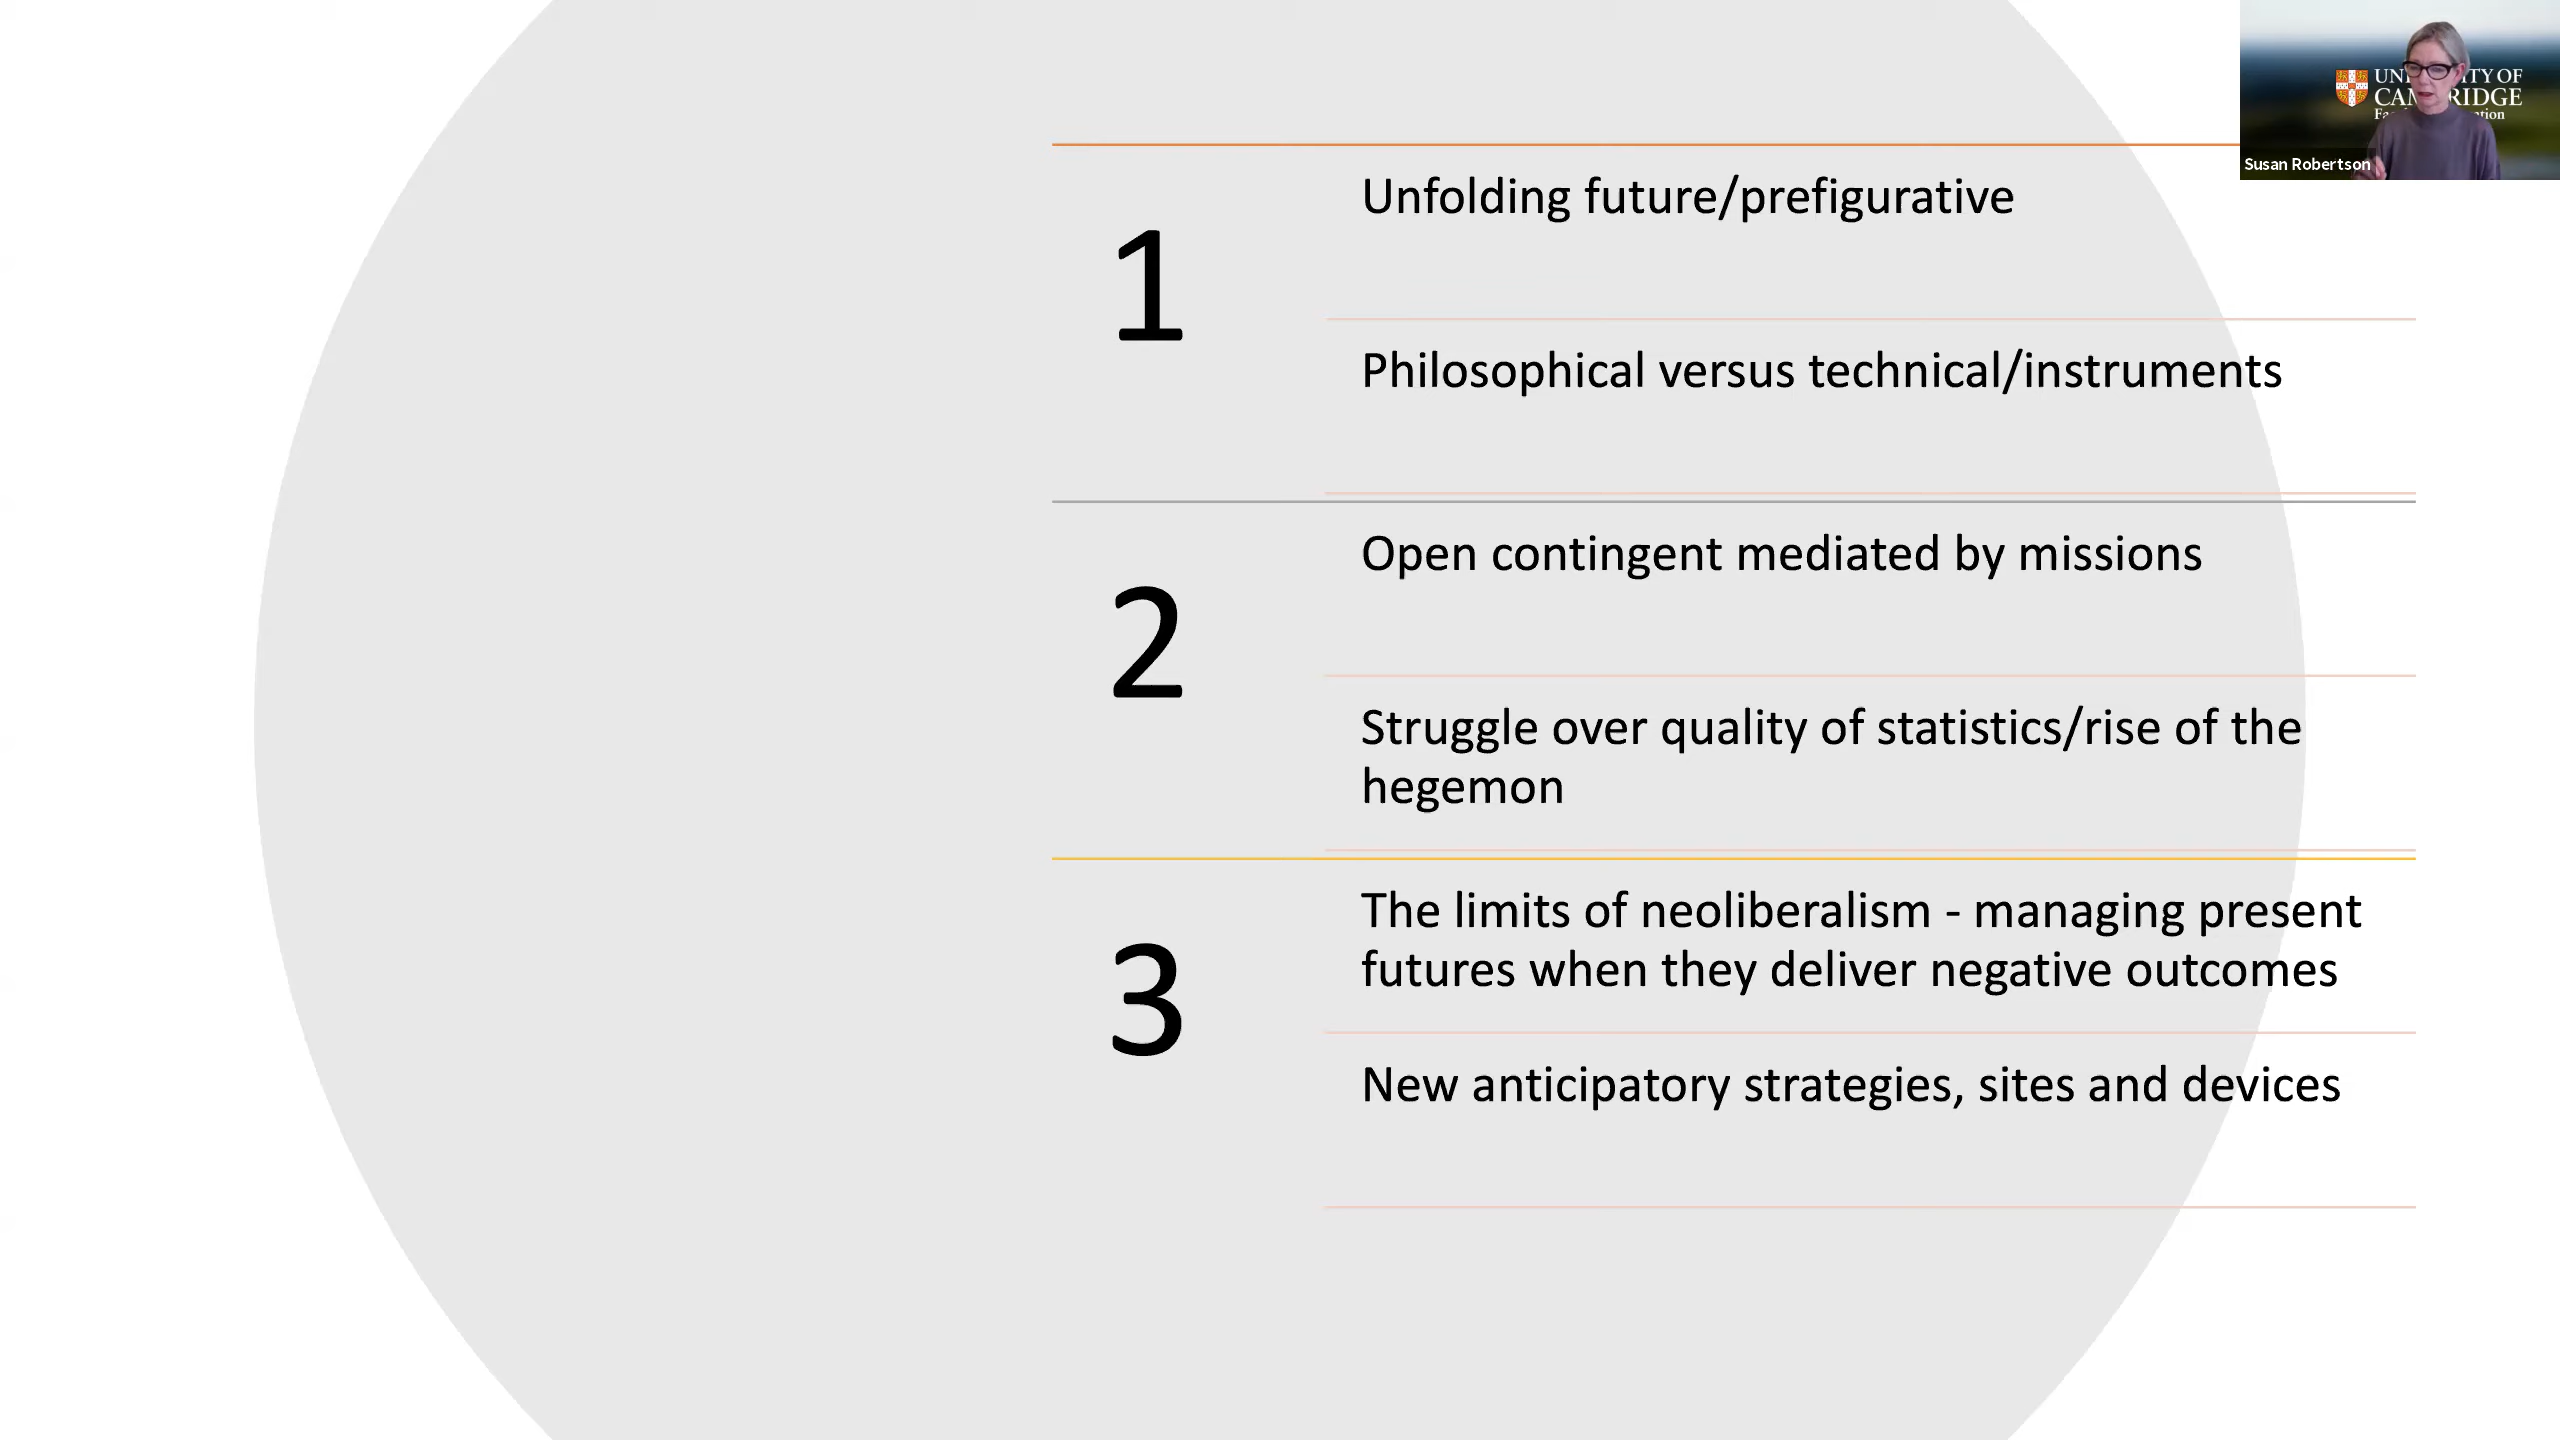 1
Unfolding future/prefigurative
Philosophical versus technical/instruments
2
Open contingent mediated by missions
Struggle over quality of statistics/rise of the
hegemon
3
The limits of neoliberalism - managing present
futures when they deliver negative outcomes
New anticipatory strategies, sites and devices
OF
Susan Robertson